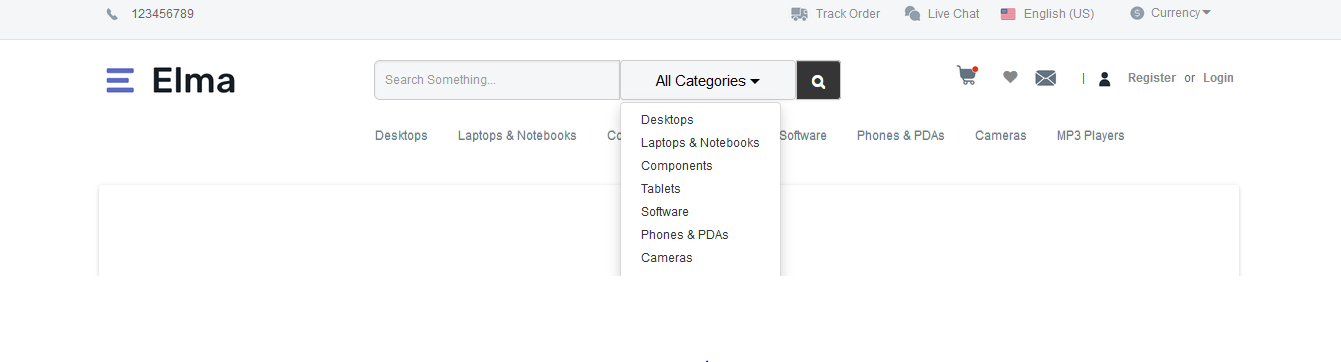 123456789 Track Order Live Chat English (US) Currency
Elma Search Something... All Categories | Register or Login
Desktops Laptops & Notebooks Co Software Phones & PDAs Cameras MP3 Players
Desktops
Laptops & Notebooks
Components
Tablets
Software
Phones & PDAs
Cameras